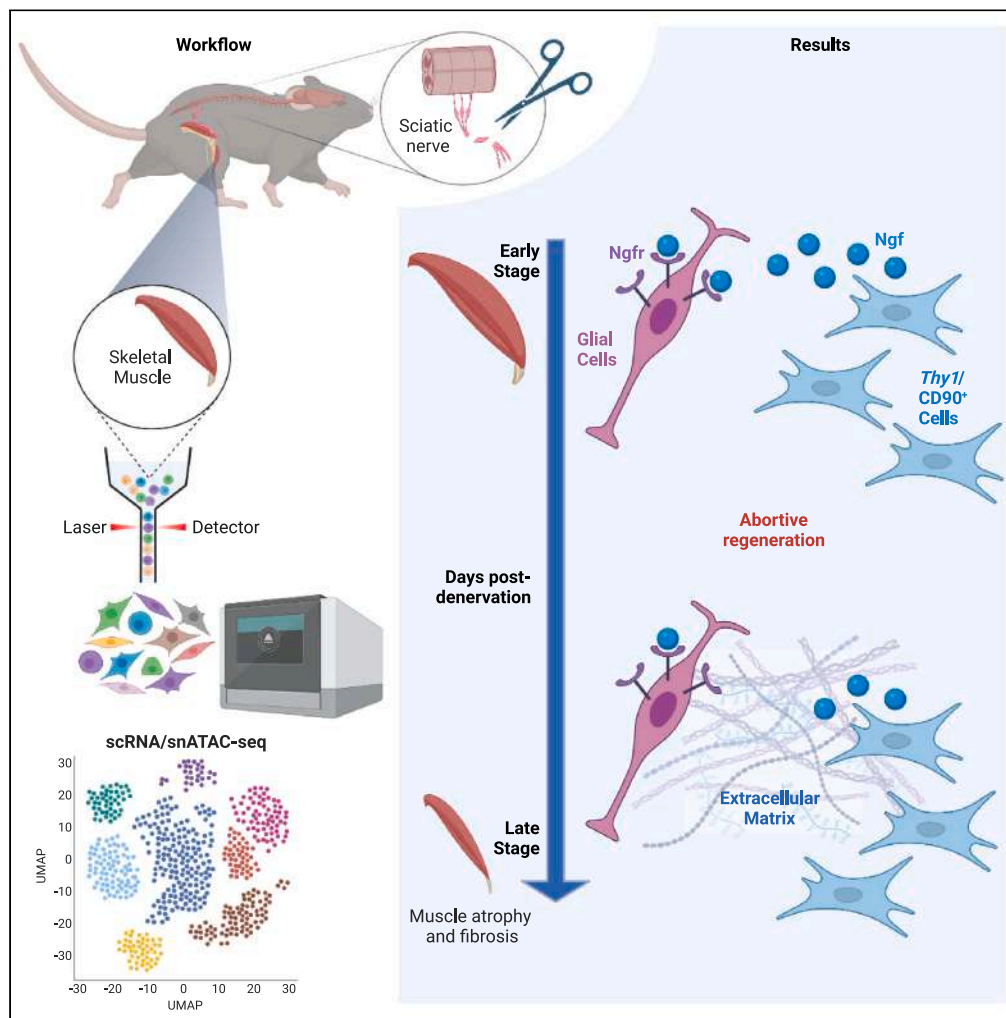 Workflow
Sciatic
nerve
Skeletal
Muscle
Laser
Detector
scRNA/snATAC-seq
30
20
10
0
-10
-20
-30
UMAP
-30
-20
-10
0
10
20
30
UMAP
Results
Early
Stage
Ngfr
Ngf
Glial
Cells
Thy1/
CD90⁺
Cells
Abortive
regeneration
Days post-
denervation
Extracellular
Matrix
Late
Stage
Muscle atrophy
and fibrosis